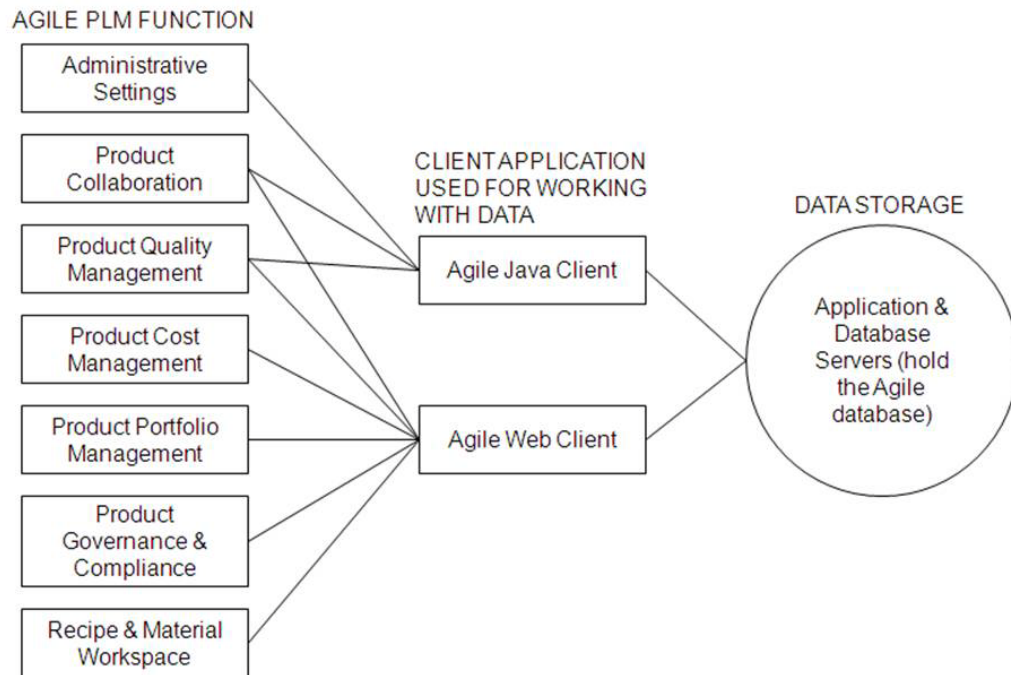 AGILE PLM FUNCTION
Administrative
Settings
Product
Collaboration
Product Quality
Management
Product Cost
Management
Product Portfolio
Management
Product
Governance &
Compliance
Recipe & Material
Workspace
CLIENT APPLICATION
USED FOR WORKING
WITH DATA
Agile Java Client
Agile Web Client
DATA STORAGE
Application &
Database
Servers (hold
the Agile
database)